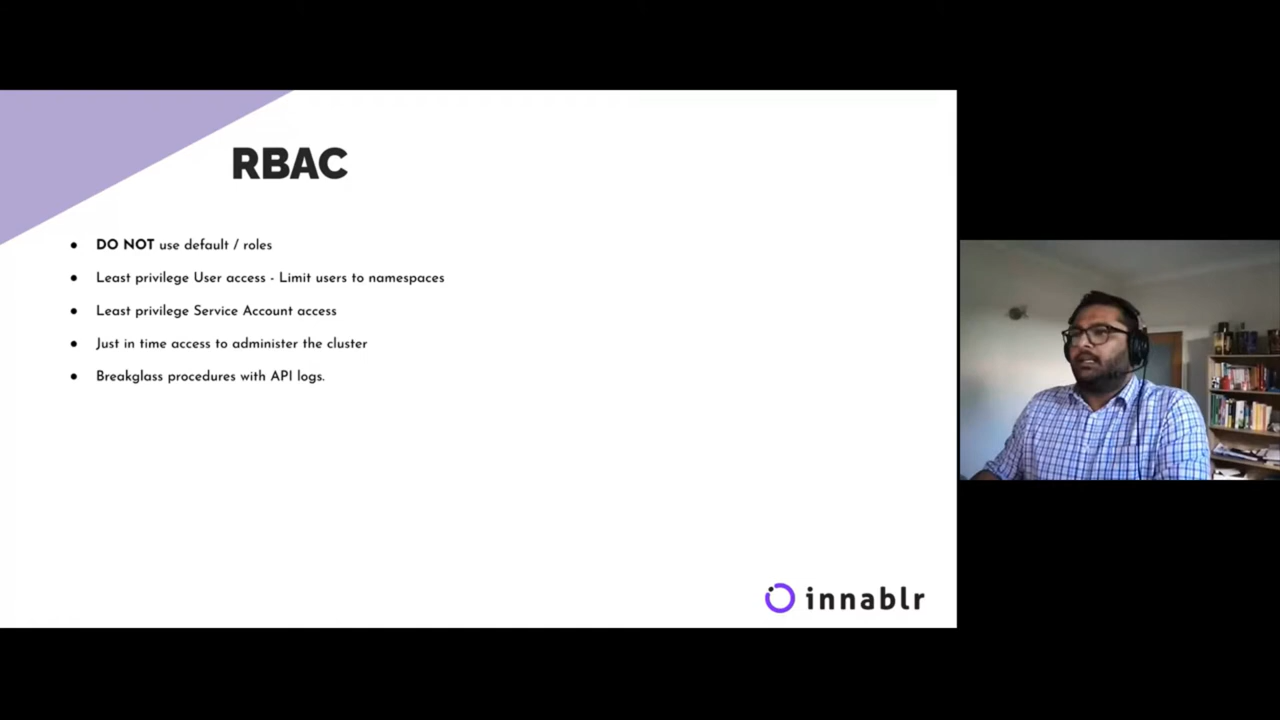 RBAC
● DO NOT use default / roles
● Least privilege User access - Limit users to namespaces
● Least privilege Service Account access
● Just in time access to administer the cluster
● Breakglass procedures with API logs.
innablr